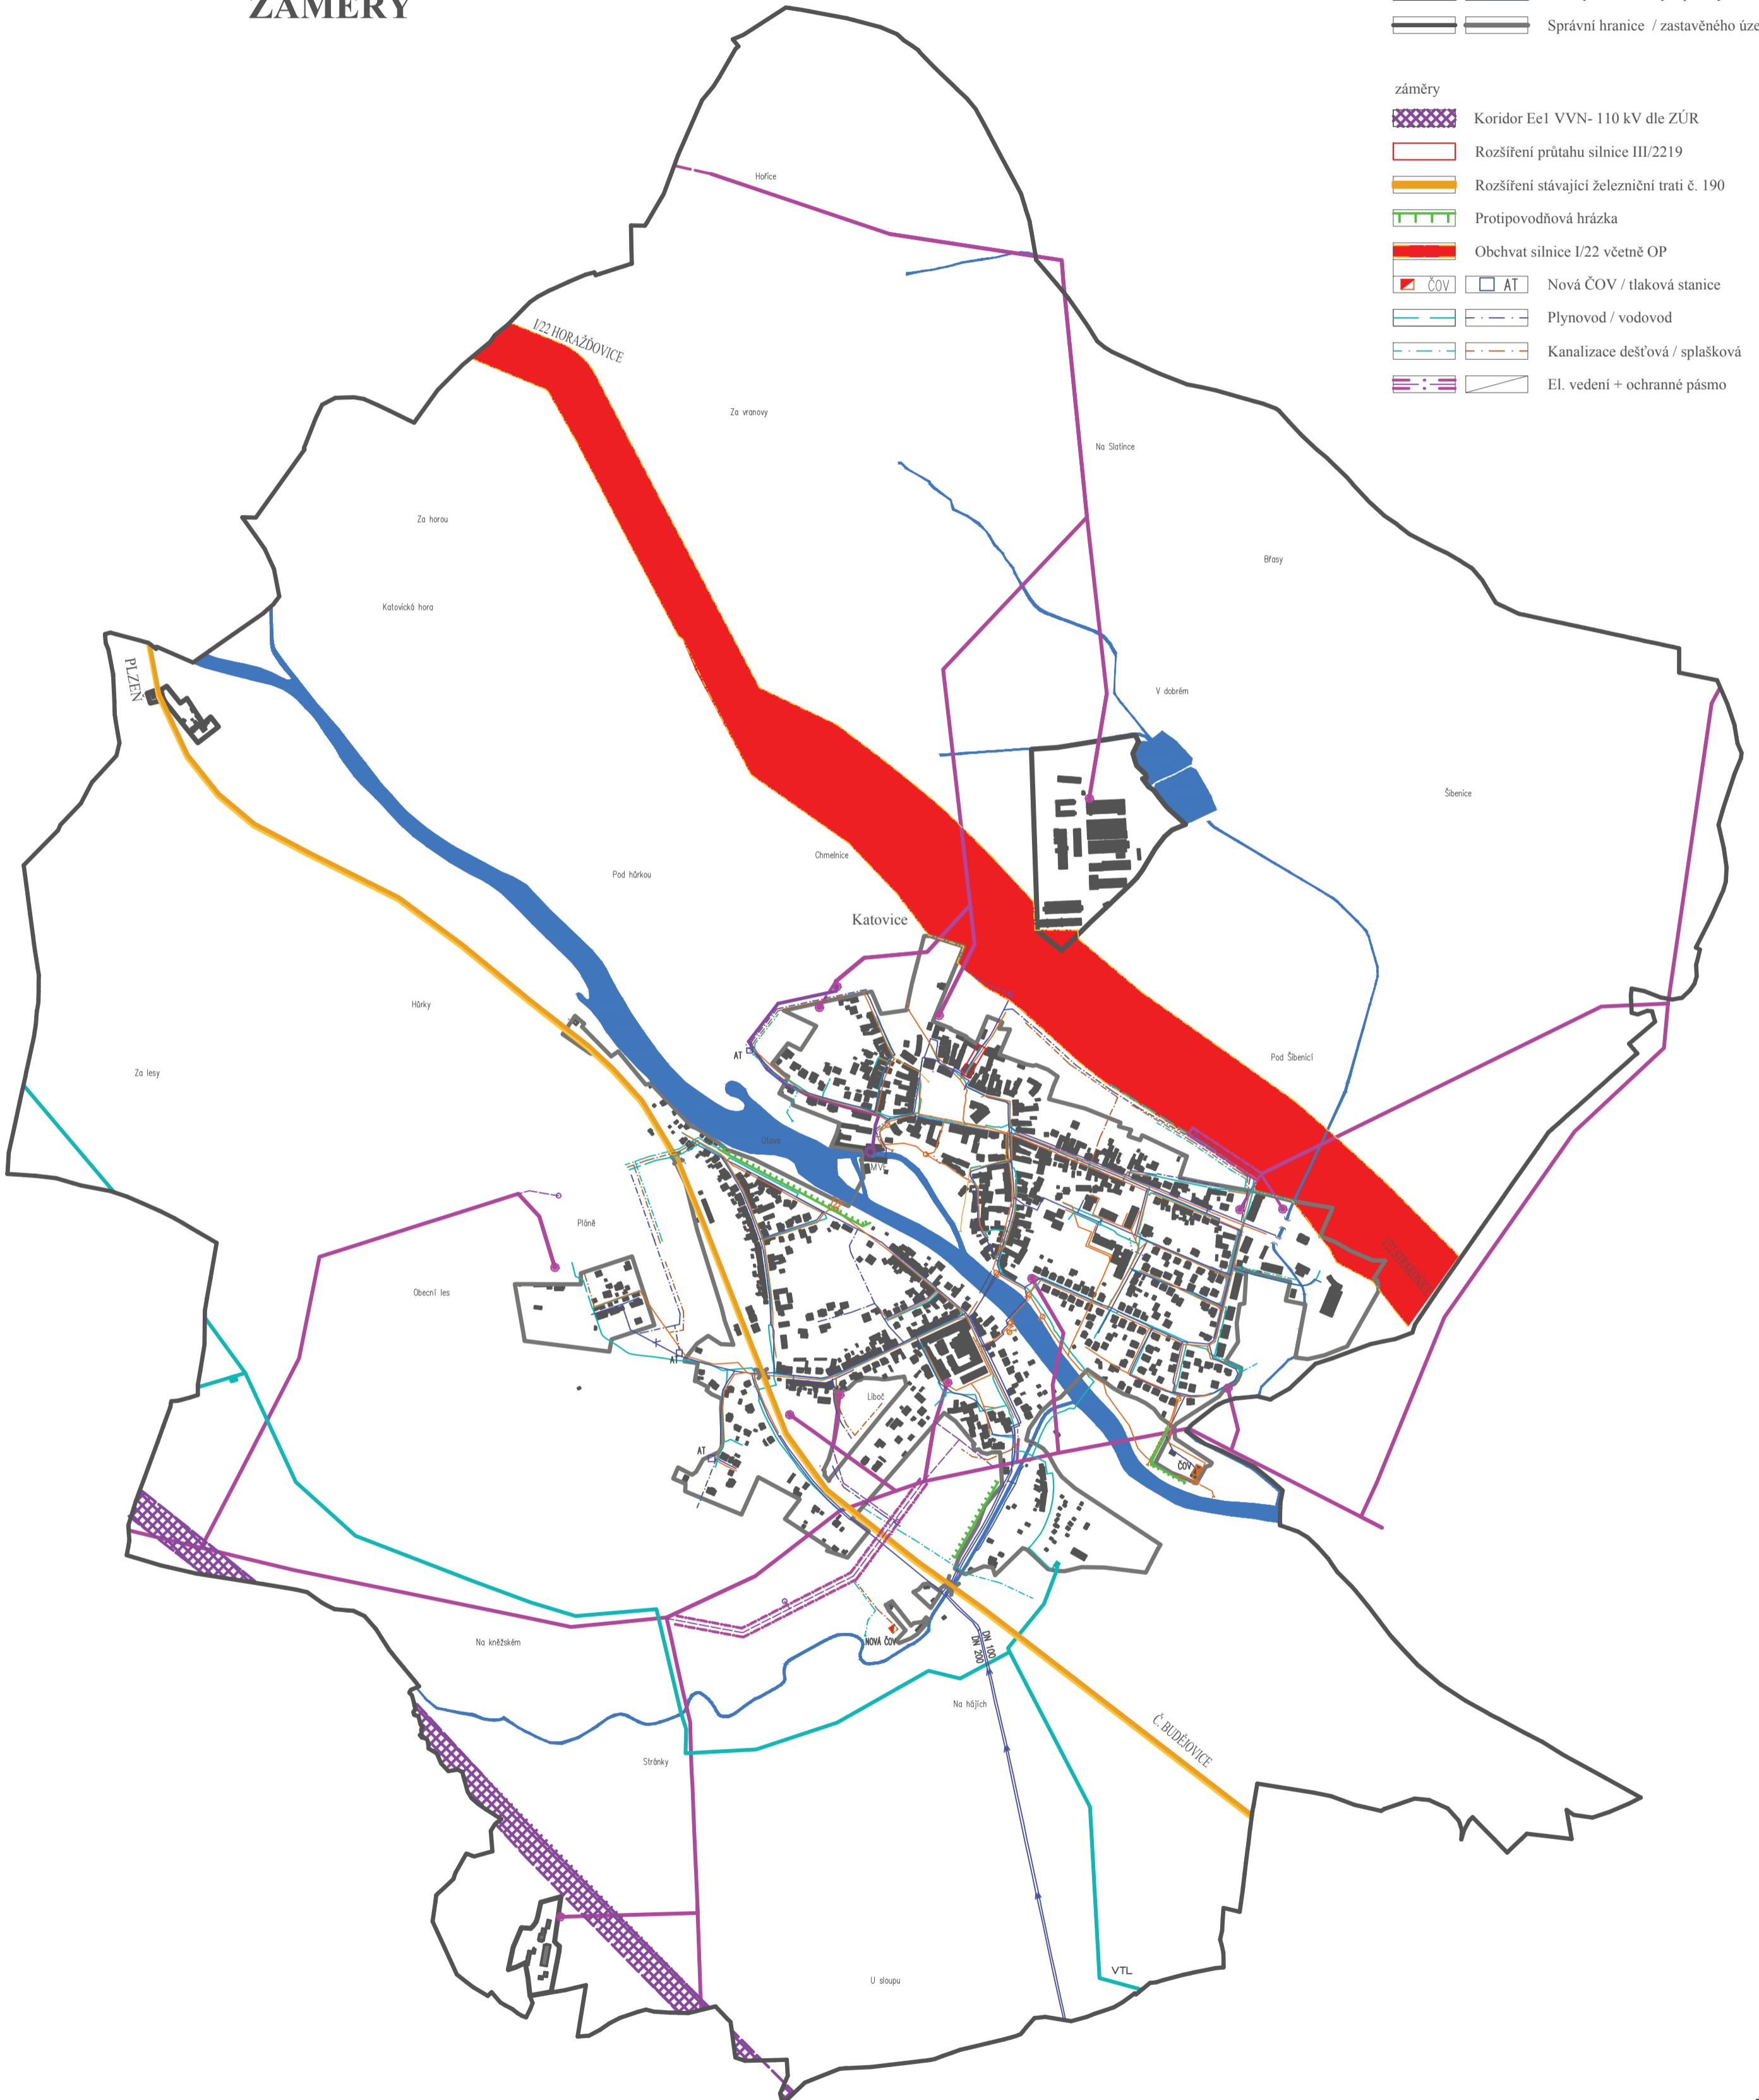 ZÁMĚRY
Správní hranice / zastavěného úze
záměry
Koridor Ee1 VVN- 110 kV dle ZÚR
Rozšíření průtahu silnice III/2219
Rozšíření stávající železniční trati č. 190
Protipovodňová hrázka
Obchvat silnice I/22 včetně OP
ČOV AT Nová ČOV / tlaková stanice
Plynovod / vodovod
Kanalizace dešťová / splašková
El. vedení + ochranné pásmo
Hořice
I/22 HORAŽĎOVICE
Za vranovy
Na Slatince
Za horou
Břasy
Katovická hora
PLZEŇ
V dobrém
Šibenice
Chmelnice
Pod hůrkou
Katovice
Hůrky
AT
Pod Šibenicí
Za lesy
Otava
MVE
Pláně
Obecní les
AT
Liboč
AT
ČOV
NOVÁ ČOV
DN 100
DN 200
Na kněžském
Na hájích
Č. BUDĚJOVICE
Stránky
VTL
U sloupu